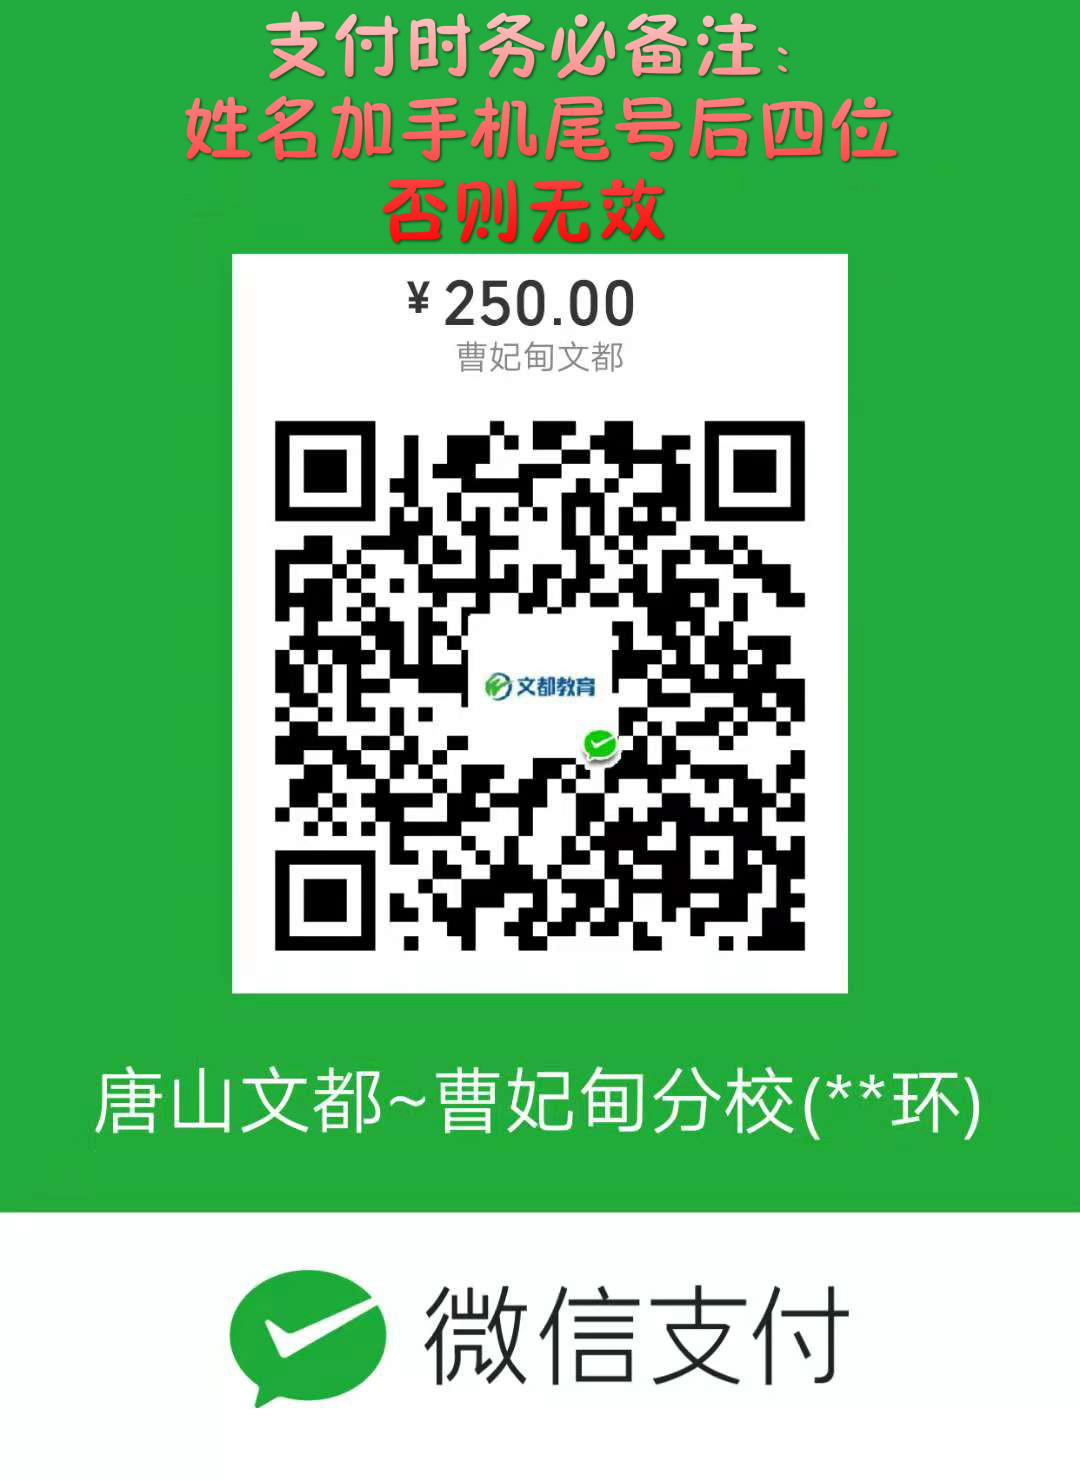 支付时务必备注：
姓名加手机尾号后四位
否则无效
¥250.00
曹妃甸文都
文都教育
唐山文都~曹妃甸分校(**环)
微信支付